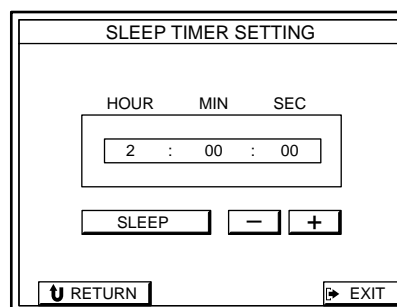 SLEEP TIMER SETTING
HOUR MIN SEC
2 : 00 : 00
SLEEP − +
RETURN EXIT